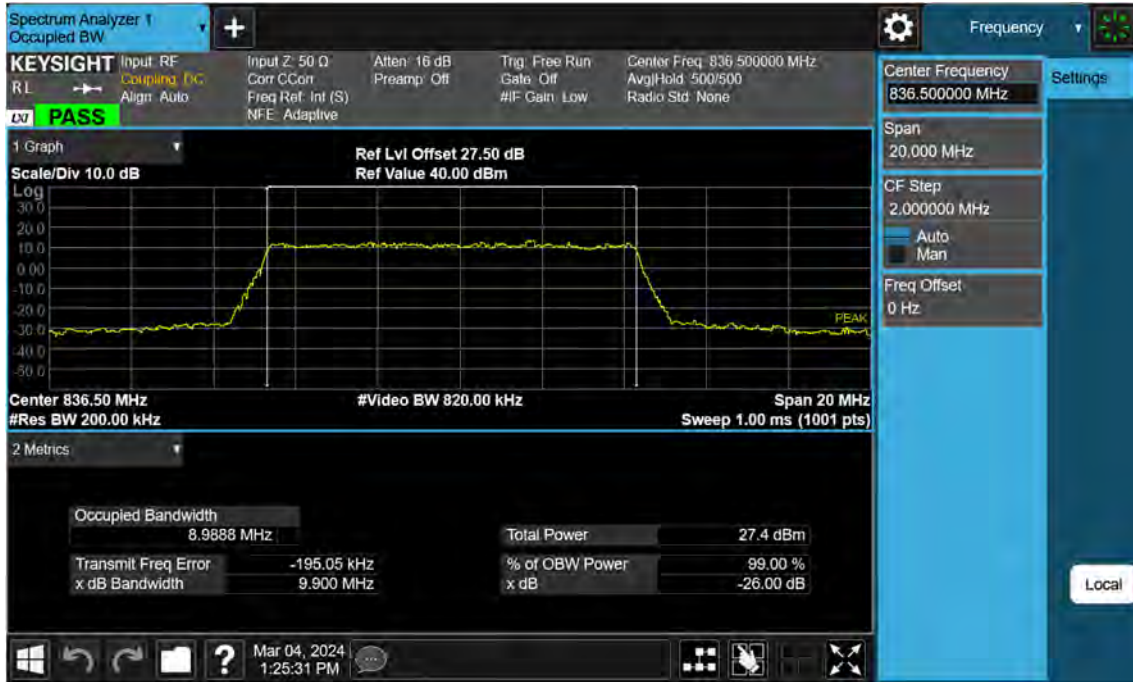 Spectrum Analyzer 1
Occupied BW
+
Frequency
KEYSIGHT
RL
LXI
PASS
Input: RF
Coupling: DC
Align: Auto
Input Z: 50 Ω
Corr CCorr
Freq Ref: Int (S)
NFE: Adaptive
Atten: 16 dB
Preamp: Off
Trig: Free Run
Gate: Off
#IF Gain: Low
Center Freq: 836.500000 MHz
Avg|Hold: 500/500
Radio Std: None
Center Frequency
836.500000 MHz
Settings
Span
20.000 MHz
CF Step
2.000000 MHz
Auto
Man
Freq Offset
0 Hz
Local
1 Graph
Scale/Div 10.0 dB
Ref Lvl Offset 27.50 dB
Ref Value 40.00 dBm
Log
30.0
20.0
10.0
0.00
-10.0
-20.0
-30.0
-40.0
-50.0
PEAK
Center 836.50 MHz
#Video BW 820.00 kHz
Span 20 MHz
#Res BW 200.00 kHz
Sweep 1.00 ms (1001 pts)
2 Metrics
Occupied Bandwidth
8.9888 MHz
Total Power 27.4 dBm
Transmit Freq Error -195.05 kHz
% of OBW Power 99.00 %
x dB Bandwidth 9.900 MHz
x dB -26.00 dB
?
Mar 04, 2024
1:25:31 PM